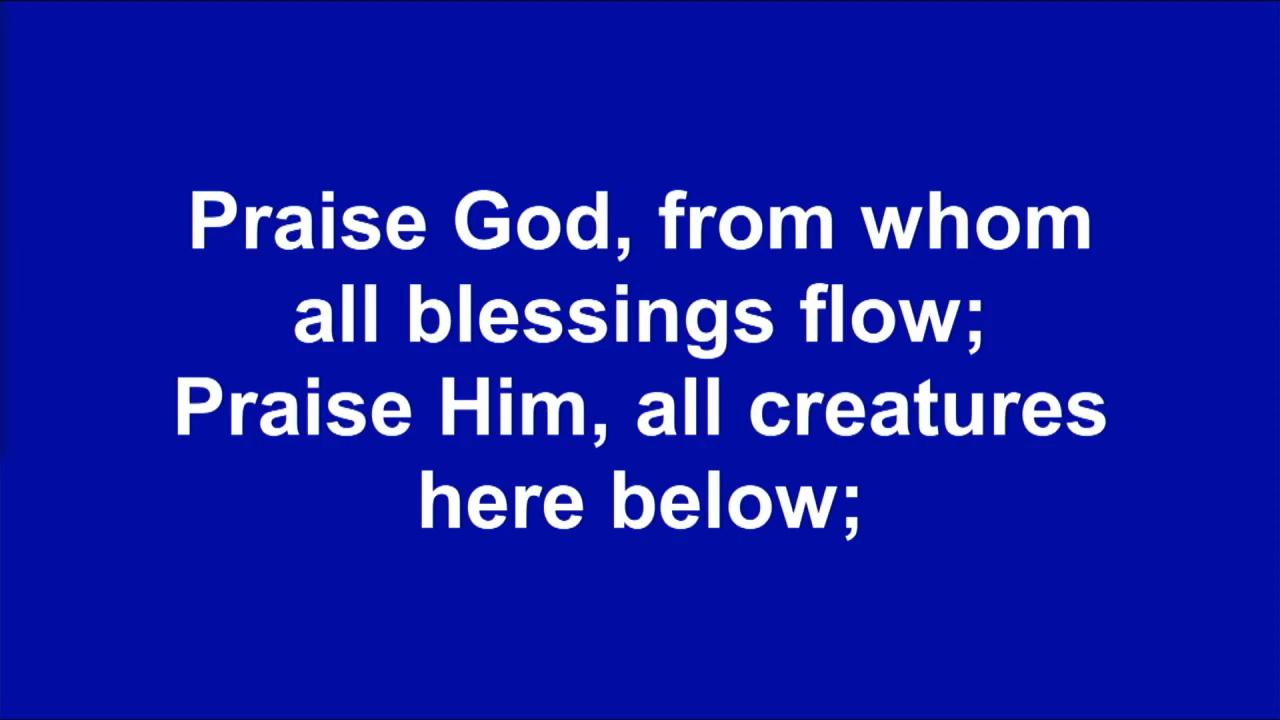 Praise God, from whom
all blessings flow;
Praise Him, all creatures
here below;